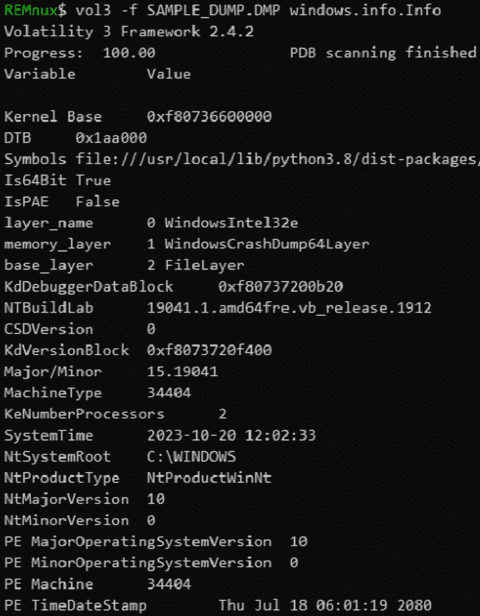 REMnux$ vol3 -f SAMPLE_DUMP.DMP windows.info.Info
Volatility 3 Framework 2.4.2
Progress: 100.00 PDB scanning finished
Variable Value
Kernel Base 0xf80736600000
DTB 0x1aa000
Symbols file:///usr/local/lib/python3.8/dist-packages/
Is64Bit True
IsPAE False
layer_name 0 WindowsIntel32e
memory_layer 1 WindowsCrashDump64Layer
base_layer 2 FileLayer
KdDebuggerDataBlock 0xf80737200b20
NTBuildLab 19041.1.amd64fre.vb_release.1912
CSDVersion 0
KdVersionBlock 0xf8073720f400
Major/Minor 15.19041
MachineType 34404
KeNumberProcessors 2
SystemTime 2023-10-20 12:02:33
NtSystemRoot C:\WINDOWS
NtProductType NtProductWinNt
NtMajorVersion 10
NtMinorVersion 0
PE MajorOperatingSystemVersion 10
PE MinorOperatingSystemVersion 0
PE Machine 34404
PE TimeDateStamp Thu Jul 18 06:01:19 2080